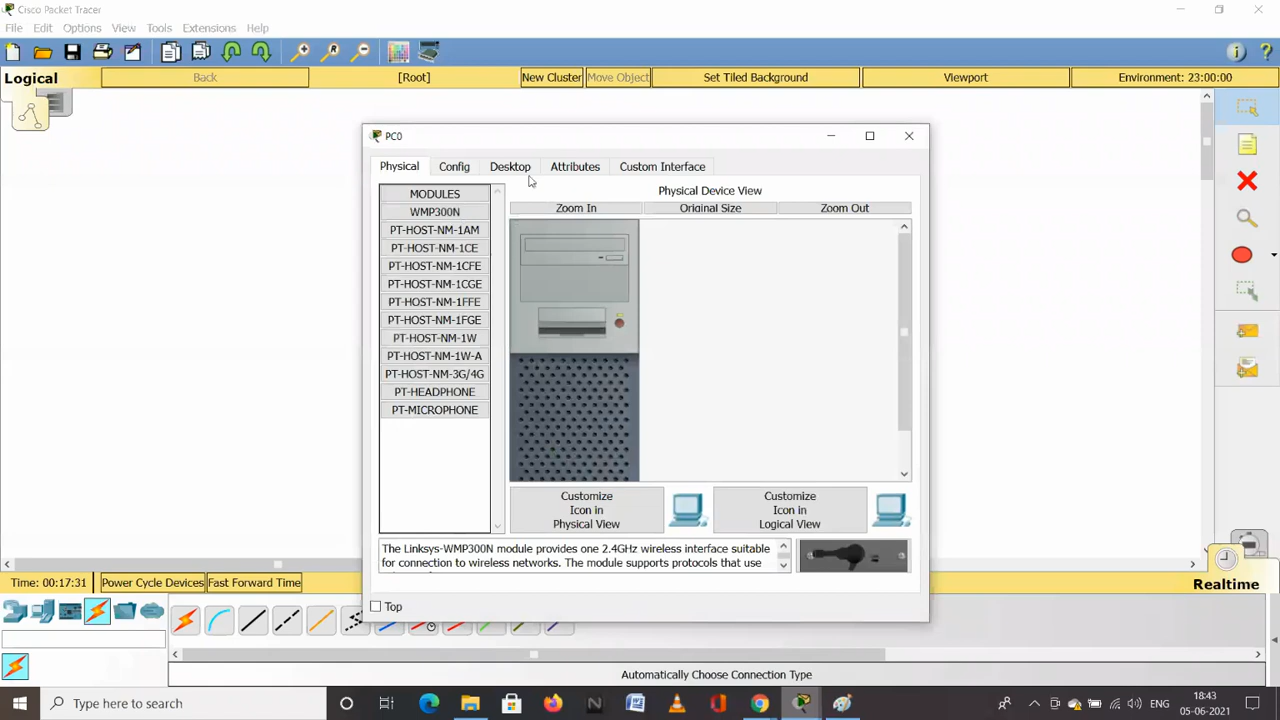 Cisco Packet Tracer
File Edit Options View Tools Extensions Help
Logical Back [Root] New Cluster Move Object Set Tiled Background Viewport Environment: 23:00:00
PC0
Physical Config Desktop Attributes Custom Interface
MODULES
WMP300N
PT-HOST-NM-1AM
PT-HOST-NM-1CE
PT-HOST-NM-1CFE
PT-HOST-NM-1CGE
PT-HOST-NM-1FFE
PT-HOST-NM-1FGE
PT-HOST-NM-1W
PT-HOST-NM-1W-A
PT-HOST-NM-3G/4G
PT-HEADPHONE
PT-MICROPHONE
Physical Device View
Zoom In Original Size Zoom Out
Customize
Icon in
Physical View
Customize
Icon in
Logical View
The Linksys-WMP300N module provides one 2.4GHz wireless interface suitable
for connection to wireless networks. The module supports protocols that use
Top
Time: 00:17:31 Power Cycle Devices Fast Forward Time Realtime
Automatically Choose Connection Type
Type here to search
ENG
18:43
05-06-2021